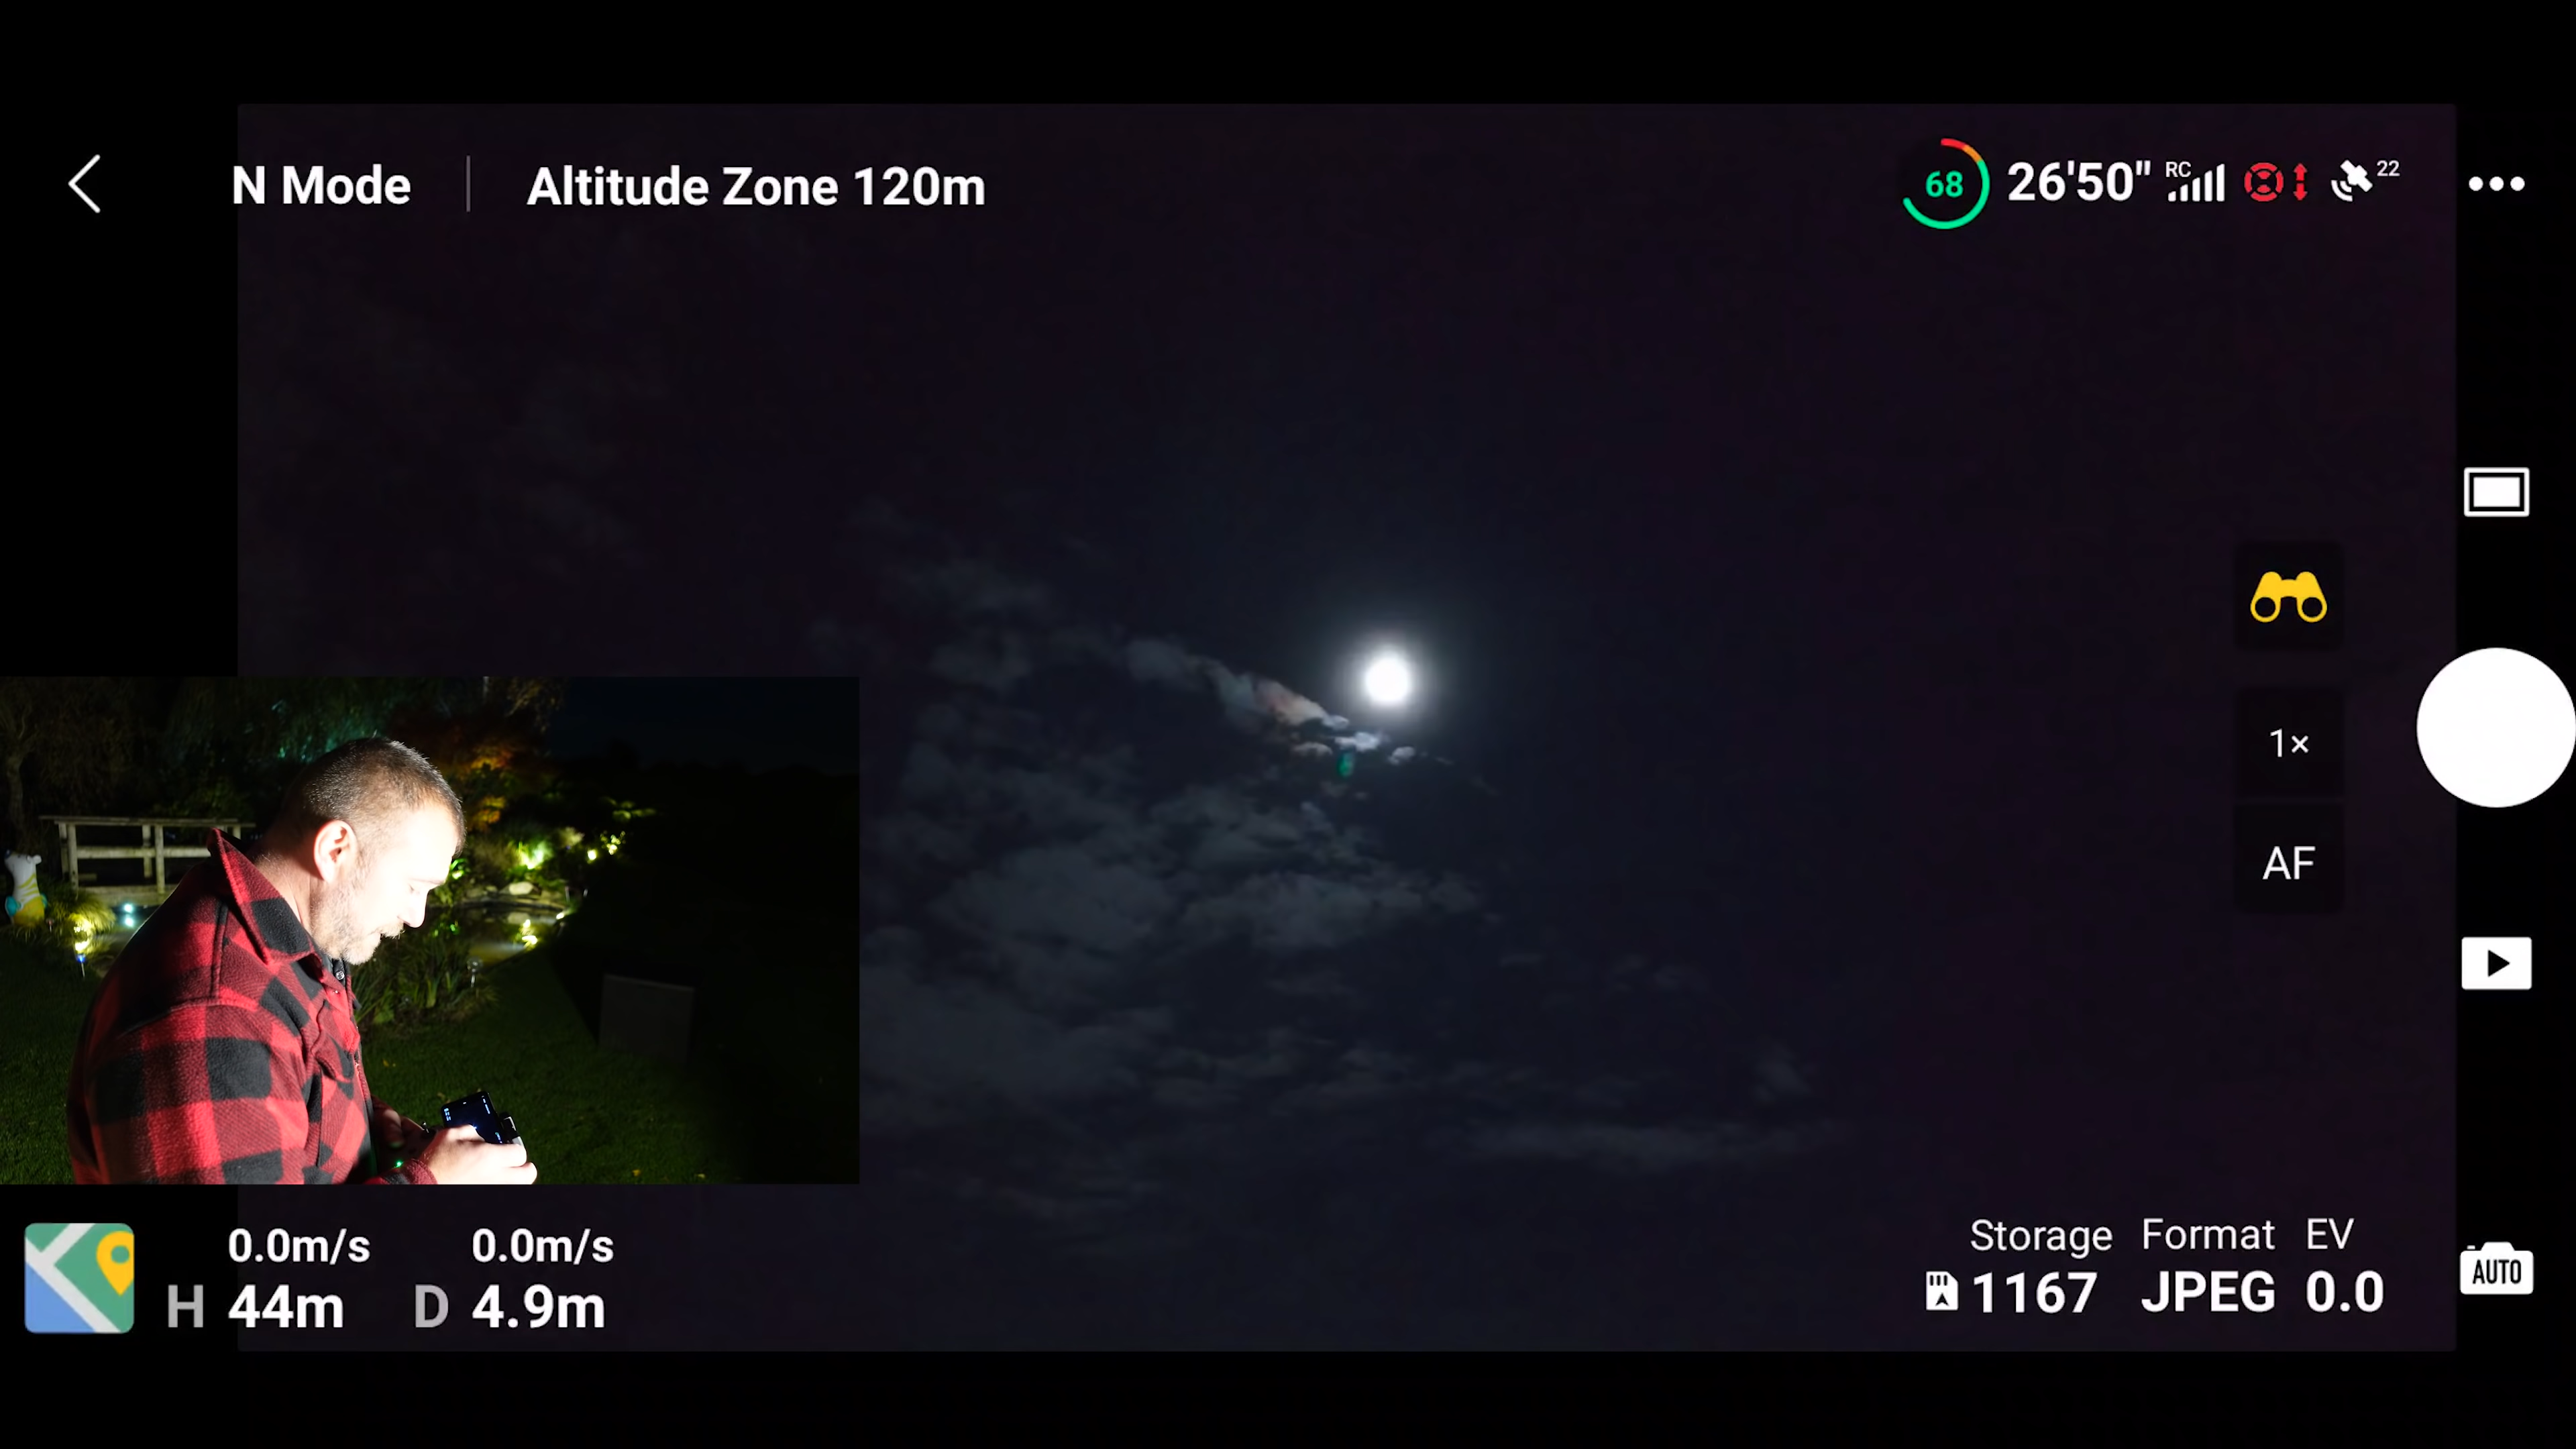 N Mode Altitude Zone 120m
68 26'50" RC 22
1×
AF
0.0m/s 0.0m/s
H 44m D 4.9m
Storage Format EV
1167 JPEG 0.0
AUTO